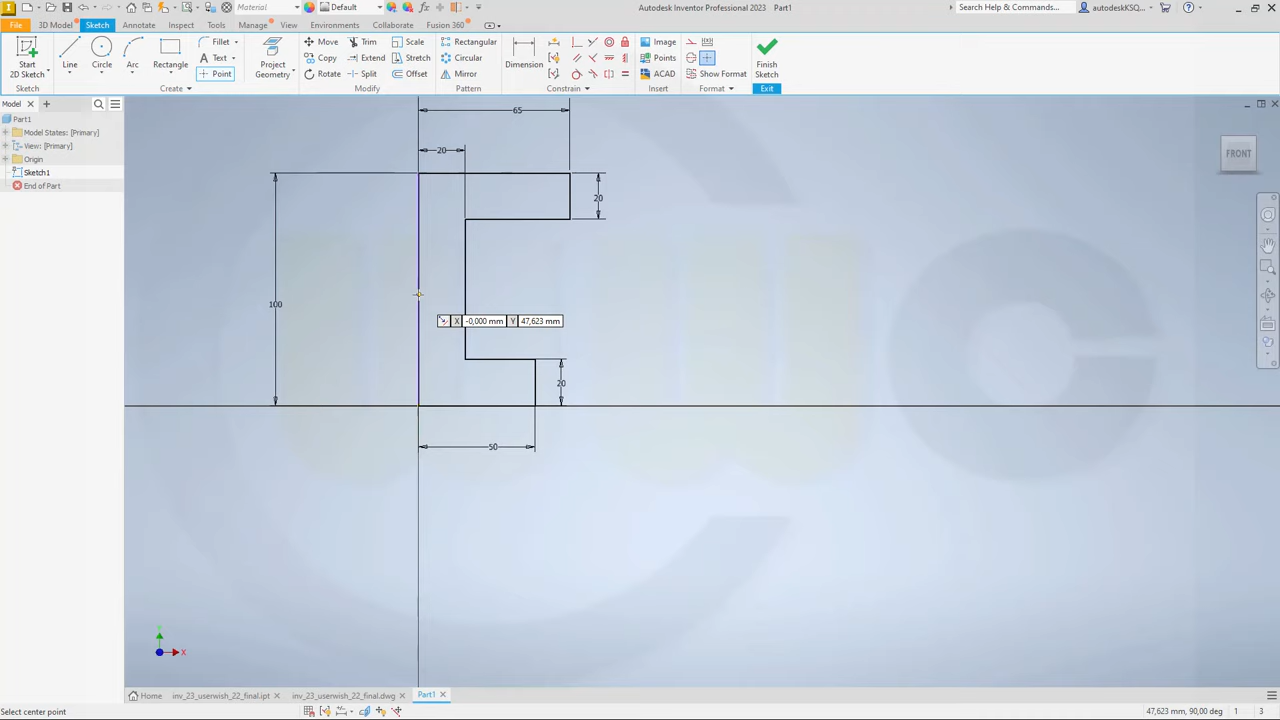 Material
Default
Autodesk Inventor Professional 2023 Part1
Search Help & Commands...
autodeskKSQ...
File
3D Model
Sketch
Annotate
Inspect
Tools
Manage
View
Environments
Collaborate
Fusion 360
Start
2D Sketch
Line
Circle
Arc
Rectangle
Fillet
Text
Point
Project
Geometry
Move
Copy
Rotate
Trim
Extend
Split
Scale
Stretch
Offset
Rectangular
Circular
Mirror
Dimension
Image
Points
ACAD
Show Format
Finish
Sketch
Sketch
Create
Modify
Pattern
Constrain
Insert
Format
Exit
Model
Part1
Model States: [Primary]
View: [Primary]
Origin
Sketch1
End of Part
65
20
20
100
X -0,000 mm Y 47,623 mm
20
50
FRONT
X
Home
inv_23_userwish_22_final.ipt
inv_23_userwish_22_final.dwg
Part1
Select center point
47,623 mm, 90,00 deg 1 3